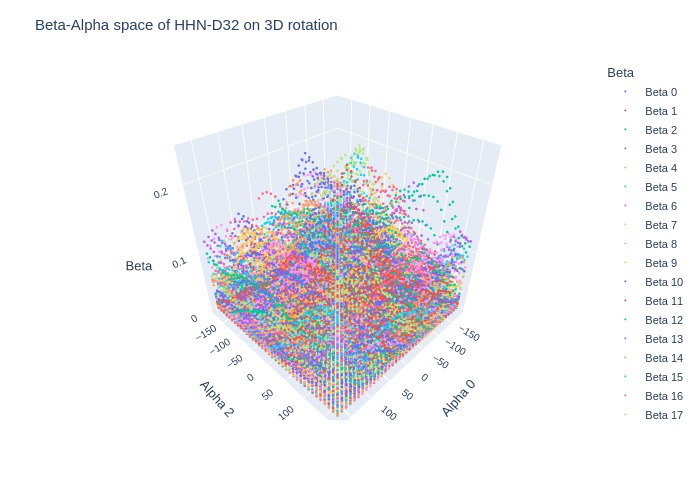 Beta-Alpha space of HHN-D32 on 3D rotation
Beta
Beta 0
Beta 1
Beta 2
Beta 3
Beta 4
Beta 5
Beta 6
Beta 7
Beta 8
Beta 9
Beta 10
Beta 11
Beta 12
Beta 13
Beta 14
Beta 15
Beta 16
Beta 17
0.2
0.1
0
Beta
−150
−100
−50
0
50
100
Alpha 2
−150
−100
−50
0
50
100
Alpha 0